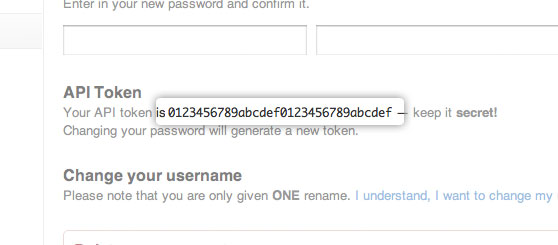 Enter in your new password and confirm it.
API Token
Your API token is 0123456789abcdef0123456789abcdef — keep it secret!
Changing your password will generate a new token.
Change your username
Please note that you are only given ONE rename. I understand, I want to change my